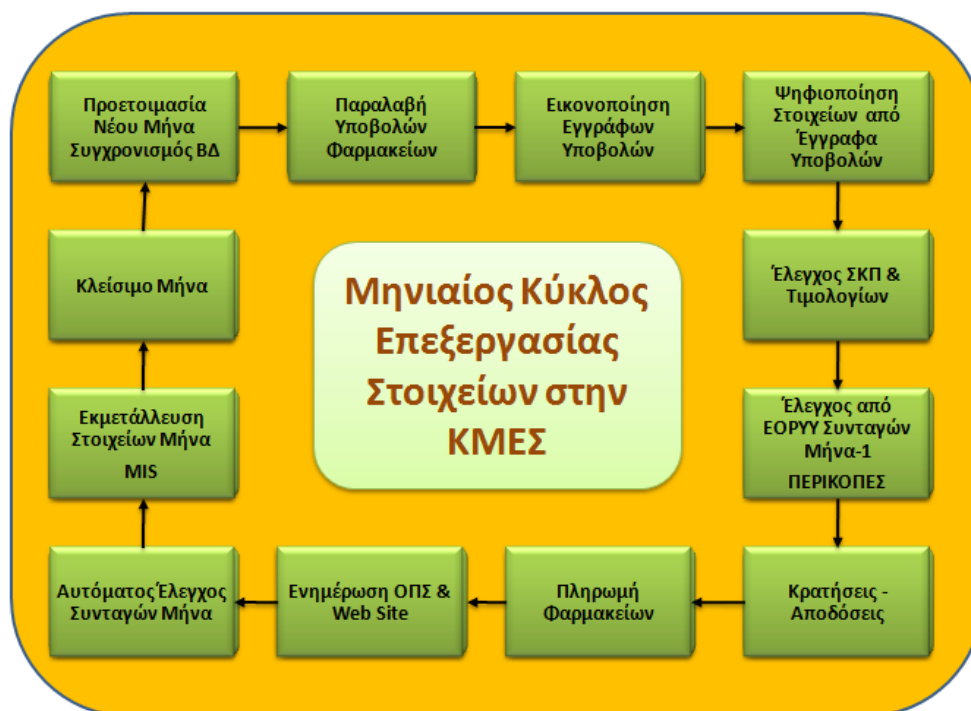 Προετοιμασία
Νέου Μήνα
Συγχρονισμός ΒΔ
Παραλαβή
Υποβολών
Φαρμακείων
Εικονοποίηση
Εγγράφων
Υποβολών
Ψηφιοποίηση
Στοιχείων από
Έγγραφα
Υποβολών
Έλεγχος ΣΚΠ &
Τιμολογίων
Έλεγχος από
ΕΟΡΥΥ Συνταγών
Μήνα-1
ΠΕΡΙΚΟΠΕΣ
Κρατήσεις -
Αποδόσεις
Πληρωμή
Φαρμακείων
Ενημέρωση ΟΠΣ &
Web Site
Αυτόματος Έλεγχος
Συνταγών Μήνα
Εκμετάλλευση
Στοιχείων Μήνα
MIS
Κλείσιμο Μήνα
Μηνιαίος Κύκλος
Επεξεργασίας
Στοιχείων στην
ΚΜΕΣ